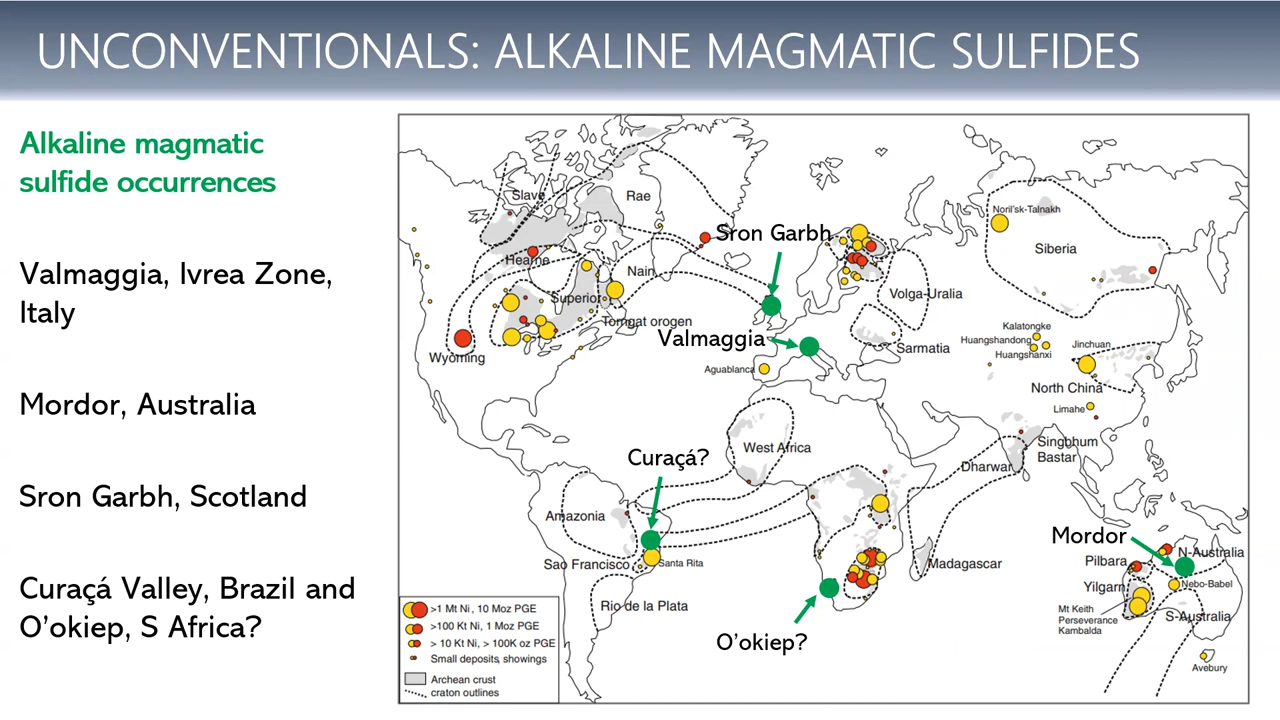 UNCONVENTIONALS: ALKALINE MAGMATIC SULFIDES
Alkaline magmatic
sulfide occurrences
Valmaggia, Ivrea Zone,
Italy
Mordor, Australia
Sron Garbh, Scotland
Curaçá Valley, Brazil and
O'okiep, S Africa?
Slave
Rae
Hearne
Nain
Superior
Torngat orogen
Wyoming
Sron Garbh
Valmaggia
Aguablanca
Noril'sk-Talnakh
Siberia
Volga-Uralia
Sarmatia
Kalatongke
Huangshandong
Huangshanxi
Jinchuan
North China
Limahe
West Africa
Curaçá?
Amazonia
Sao Francisco
Santa Rita
Rio de la Plata
O'okiep?
Dharwar
Singbhum
Bastar
Madagascar
Mordor
N-Australia
Pilbara
Yilgarn
Nebo-Babel
Mt Keith
Perseverance
Kambalda
S-Australia
Avebury
>1 Mt Ni, 10 Moz PGE
>100 Kt Ni, 1 Moz PGE
> 10 Kt Ni, > 100K oz PGE
Small deposits, showings
Archean crust
craton outlines